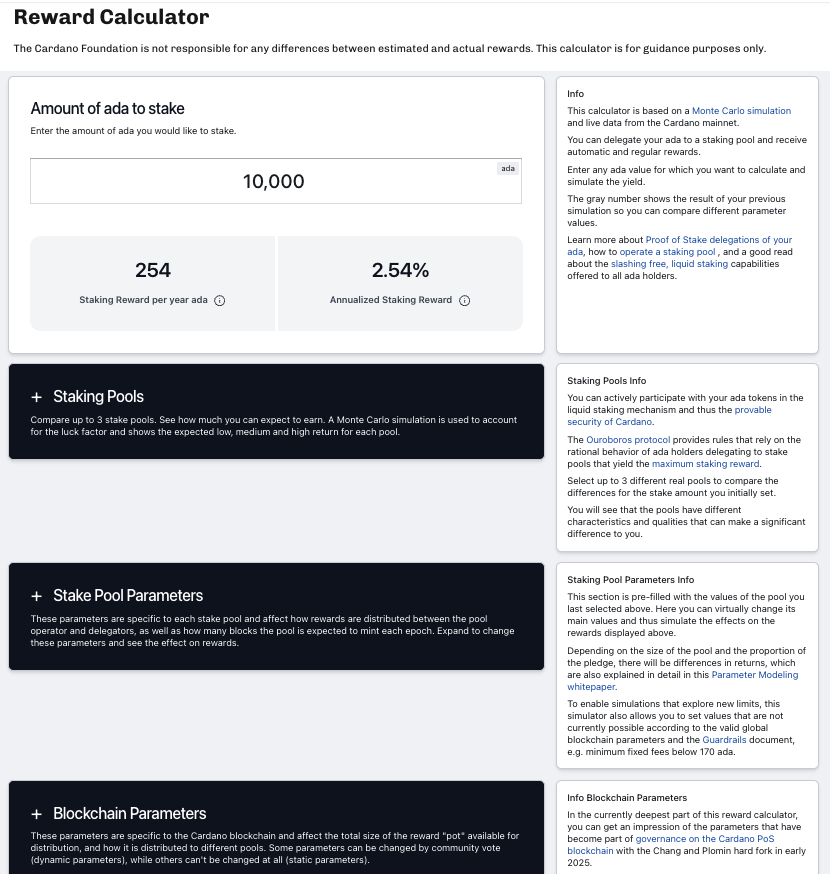 Reward Calculator
The Cardano Foundation is not responsible for any differences between estimated and actual rewards. This calculator is for guidance purposes only.
Amount of ada to stake
Enter the amount of ada you would like to stake.
ada
10,000
254
Staking Reward per year ada
2.54%
Annualized Staking Reward
Info
This calculator is based on a Monte Carlo simulation
and live data from the Cardano mainnet.
You can delegate your ada to a staking pool and receive
automatic and regular rewards.
Enter any ada value for which you want to calculate and
simulate the yield.
The gray number shows the result of your previous
simulation so you can compare different parameter
values.
Learn more about Proof of Stake delegations of your
ada, how to operate a staking pool , and a good read
about the slashing free, liquid staking capabilities
offered to all ada holders.
+ Staking Pools
Compare up to 3 stake pools. See how much you can expect to earn. A Monte Carlo simulation is used to account
for the luck factor and shows the expected low, medium and high return for each pool.
Staking Pools Info
You can actively participate with your ada tokens in the
liquid staking mechanism and thus the provable
security of Cardano.
The Ouroboros protocol provides rules that rely on the
rational behavior of ada holders delegating to stake
pools that yield the maximum staking reward.
Select up to 3 different real pools to compare the
differences for the stake amount you initially set.
You will see that the pools have different
characteristics and qualities that can make a significant
difference to you.
+ Stake Pool Parameters
These parameters are specific to each stake pool and affect how rewards are distributed between the pool
operator and delegators, as well as how many blocks the pool is expected to mint each epoch. Expand to change
these parameters and see the effect on rewards.
Staking Pool Parameters Info
This section is pre-filled with the values of the pool you
last selected above. Here you can virtually change its
main values and thus simulate the effects on the
rewards displayed above.
Depending on the size of the pool and the proportion of
the pledge, there will be differences in returns, which
are also explained in detail in this Parameter Modeling
whitepaper.
To enable simulations that explore new limits, this
simulator also allows you to set values that are not
currently possible according to the valid global
blockchain parameters and the Guardrails document,
e.g. minimum fixed fees below 170 ada.
+ Blockchain Parameters
These parameters are specific to the Cardano blockchain and affect the total size of the reward "pot" available for
distribution, and how it is distributed to different pools. Some parameters can be changed by community vote
(dynamic parameters), while others can't be changed at all (static parameters).
Info Blockchain Parameters
In the currently deepest part of this reward calculator,
you can get an impression of the parameters that have
become part of governance on the Cardano PoS
blockchain with the Chang and Plomin hard fork in early
2025.